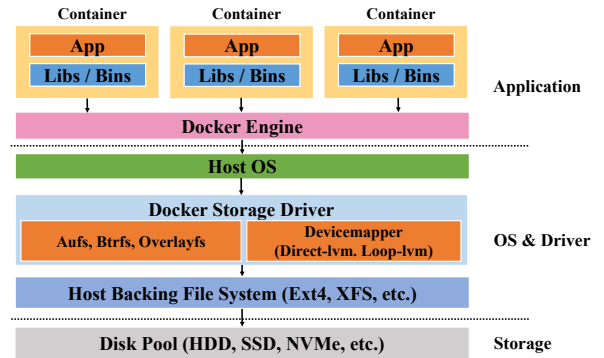 Container Container Container
App App App
Libs / Bins Libs / Bins Libs / Bins
Application
Docker Engine
Host OS
Docker Storage Driver
Aufs, Btrfs, Overlayfs
Devicemapper
(Direct-lvm. Loop-lvm)
OS & Driver
Host Backing File System (Ext4, XFS, etc.)
Disk Pool (HDD, SSD, NVMe, etc.)
Storage